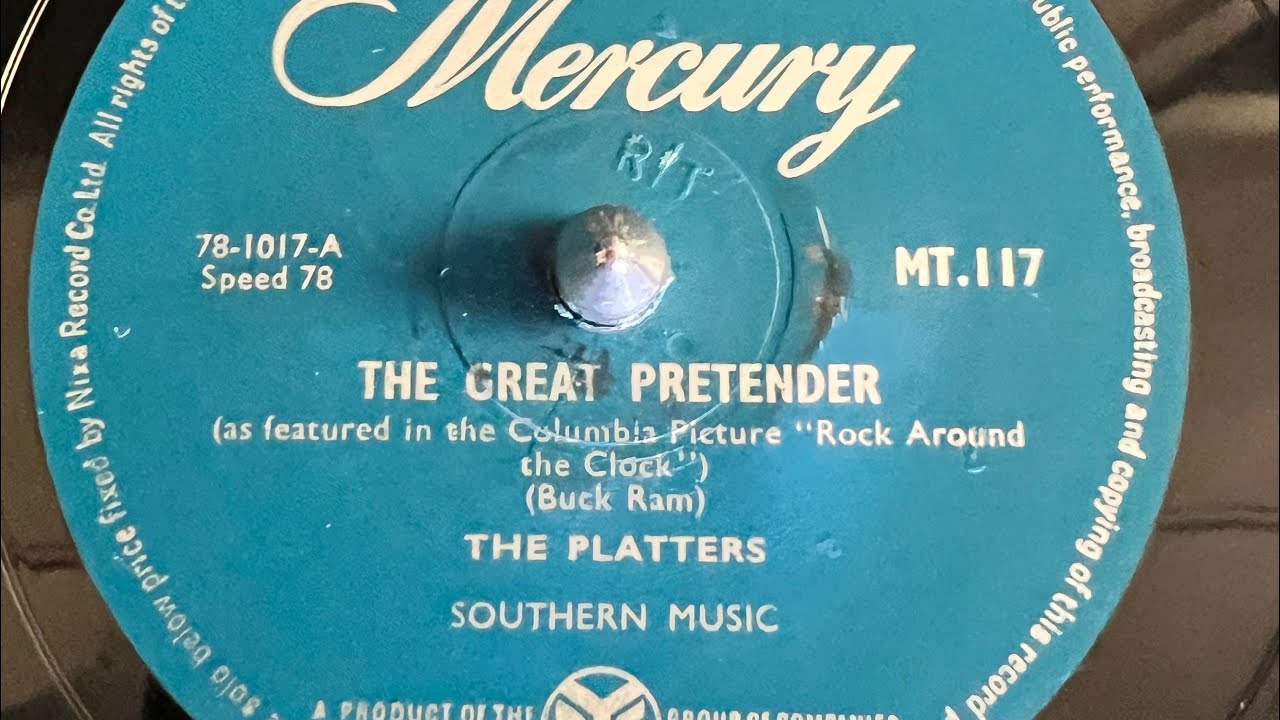 Mercury
R/T
78-1017-A
Speed 78
MT.117
THE GREAT PRETENDER
(as featured in the Columbia Picture "Rock Around
the Clock")
(Buck Ram)
THE PLATTERS
SOUTHERN MUSIC
A PRODUCT OF THE GROUP OF COMPANIES
sold below price fixed by Nixa Record Co. Ltd. All rights of
public performance, broadcasting and copying of this record